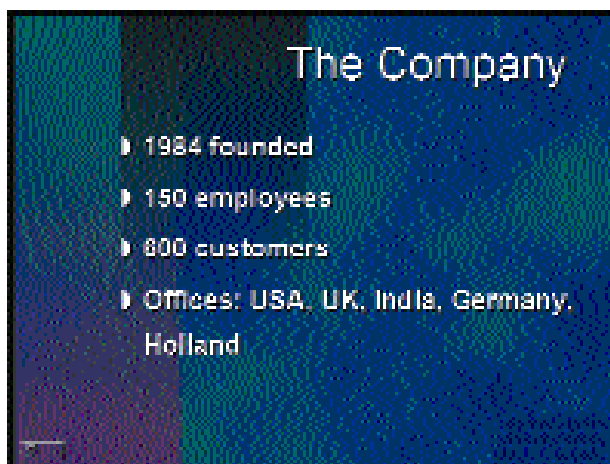 The Company
1984 founded
150 employees
800 customers
Offices: USA, UK, India, Germany,
Holland